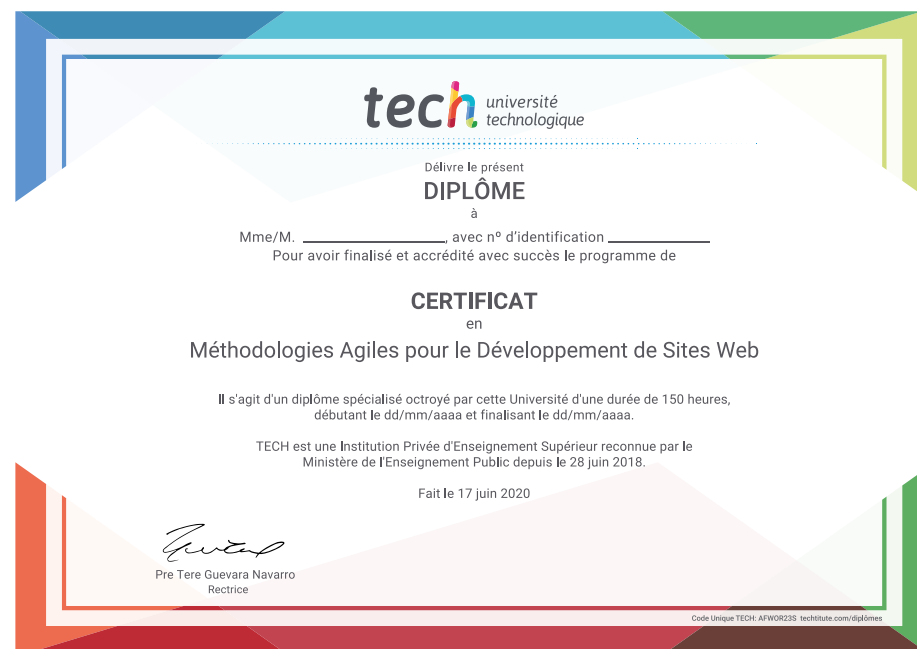 tech université
technologique
Délivre le présent
DIPLÔME
à
Mme/M. ____________, avec nº d'identification ____________
Pour avoir finalisé et accrédité avec succès le programme de
CERTIFICAT
en
Méthodologies Agiles pour le Développement de Sites Web
Il s'agit d'un diplôme spécialisé octroyé par cette Université d'une durée de 150 heures,
débutant le dd/mm/aaaa et finalisant le dd/mm/aaaa.
TECH est une Institution Privée d'Enseignement Supérieur reconnue par le
Ministère de l'Enseignement Public depuis le 28 juin 2018.
Fait le 17 juin 2020
Pre Tere Guevara Navarro
Rectrice
Code Unique TECH: AFWOR23S techtitute.com/diplômes